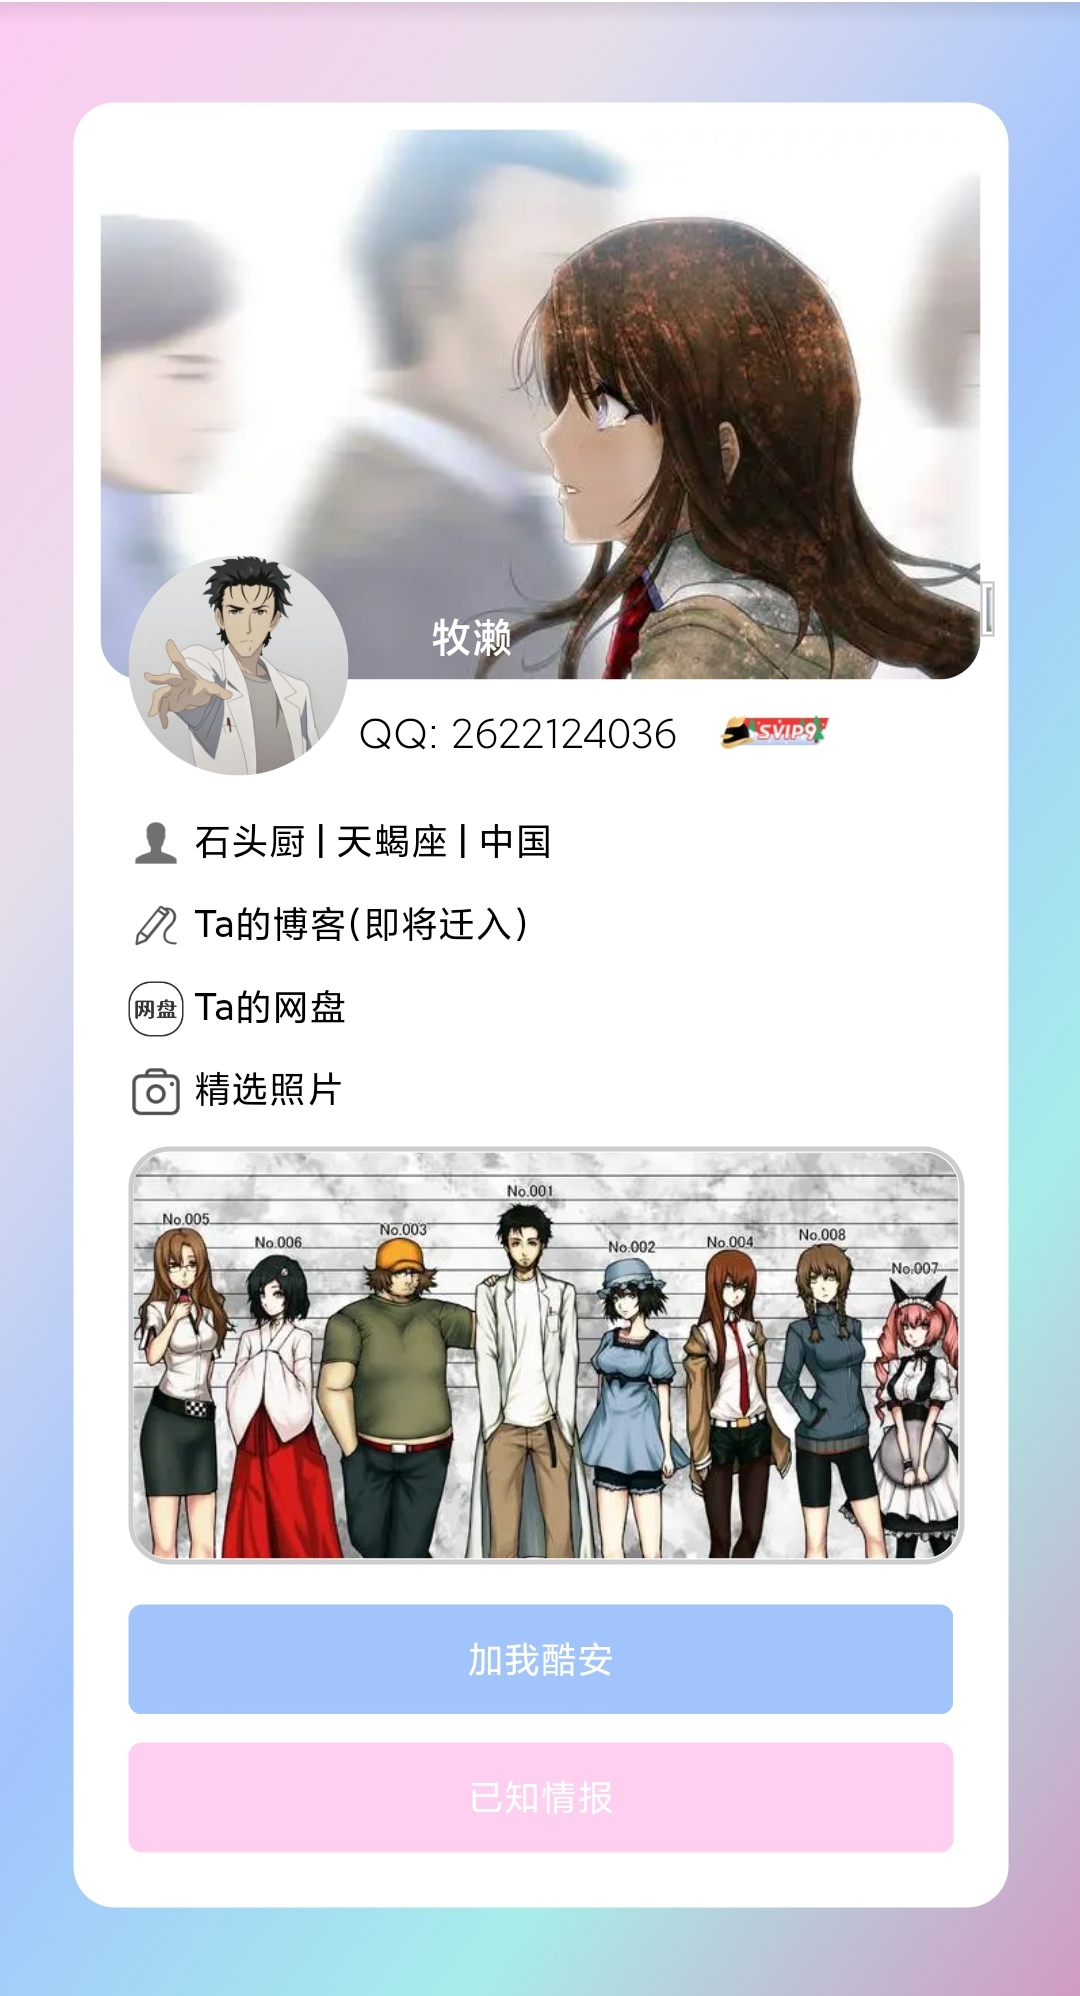 牧濑
QQ: 2622124036 SVIP9
石头厨 | 天蝎座 | 中国
Ta的博客(即将迁入)
网盘 Ta的网盘
精选照片
No.001
No.005
No.003
No.006
No.002
No.004
No.008
No.007
加我酷安
已知情报